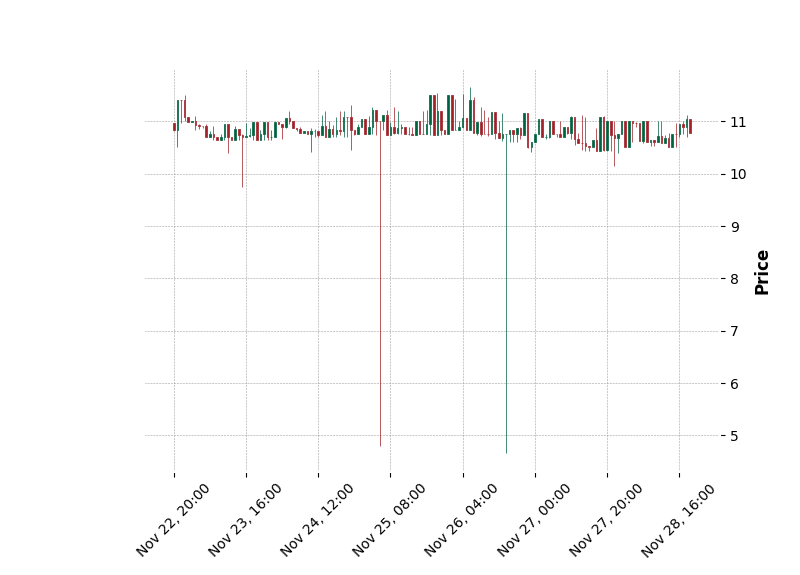 11
10
9
8
7
6
5
Price
Nov 22, 20:00
Nov 23, 16:00
Nov 24, 12:00
Nov 25, 08:00
Nov 26, 04:00
Nov 27, 00:00
Nov 27, 20:00
Nov 28, 16:00